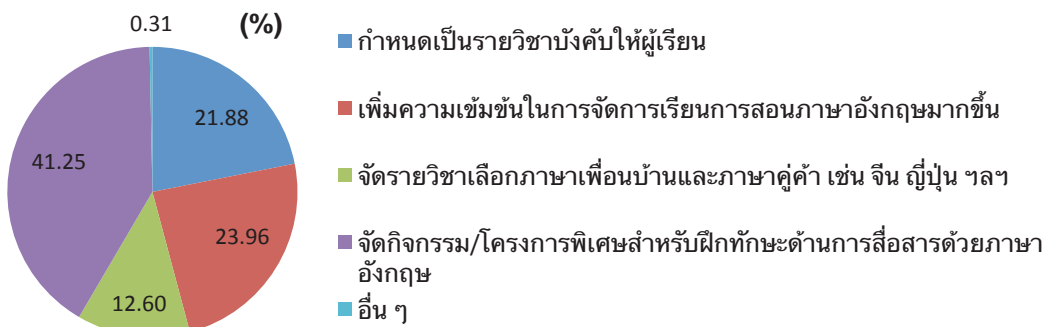 0.31
(%)
21.88
41.25
23.96
12.60
กำหนดเป็นรายวิชาบังคับให้ผู้เรียน
เพิ่มความเข้มข้นในการจัดการเรียนการสอนภาษาอังกฤษมากขึ้น
จัดรายวิชาเลือกภาษาเพื่อนบ้านและภาษาคู่ค้า เช่น จีน ญี่ปุ่น ฯลฯ
จัดกิจกรรม/โครงการพิเศษสำหรับฝึกทักษะด้านการสื่อสารด้วยภาษา
อังกฤษ
อื่น ๆ